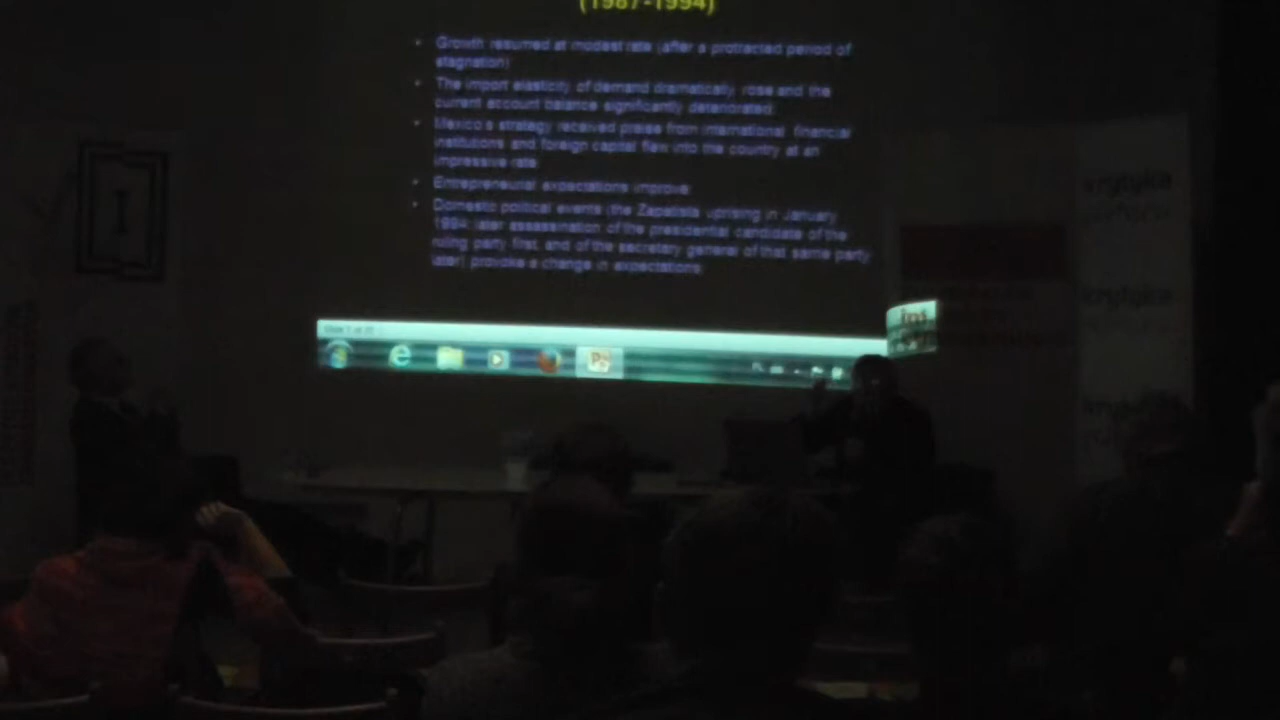 (1987-1994)
• Growth resumed at modest rate (after a protracted period of
stagnation)
• The import elasticity of demand dramatically rose and the
current account balance significantly deteriorated
• Mexico's strategy received praise from international financial
institutions and foreign capital flew into the country at an
impressive rate
• Entrepreneurial expectations improve
• Domestic political events (the Zapatista uprising in January
1994 later assassination of the presidential candidate of the
ruling party first, and of the secretary general of that same party
later) provoke a change in expectations
I
krytyka
krytyka